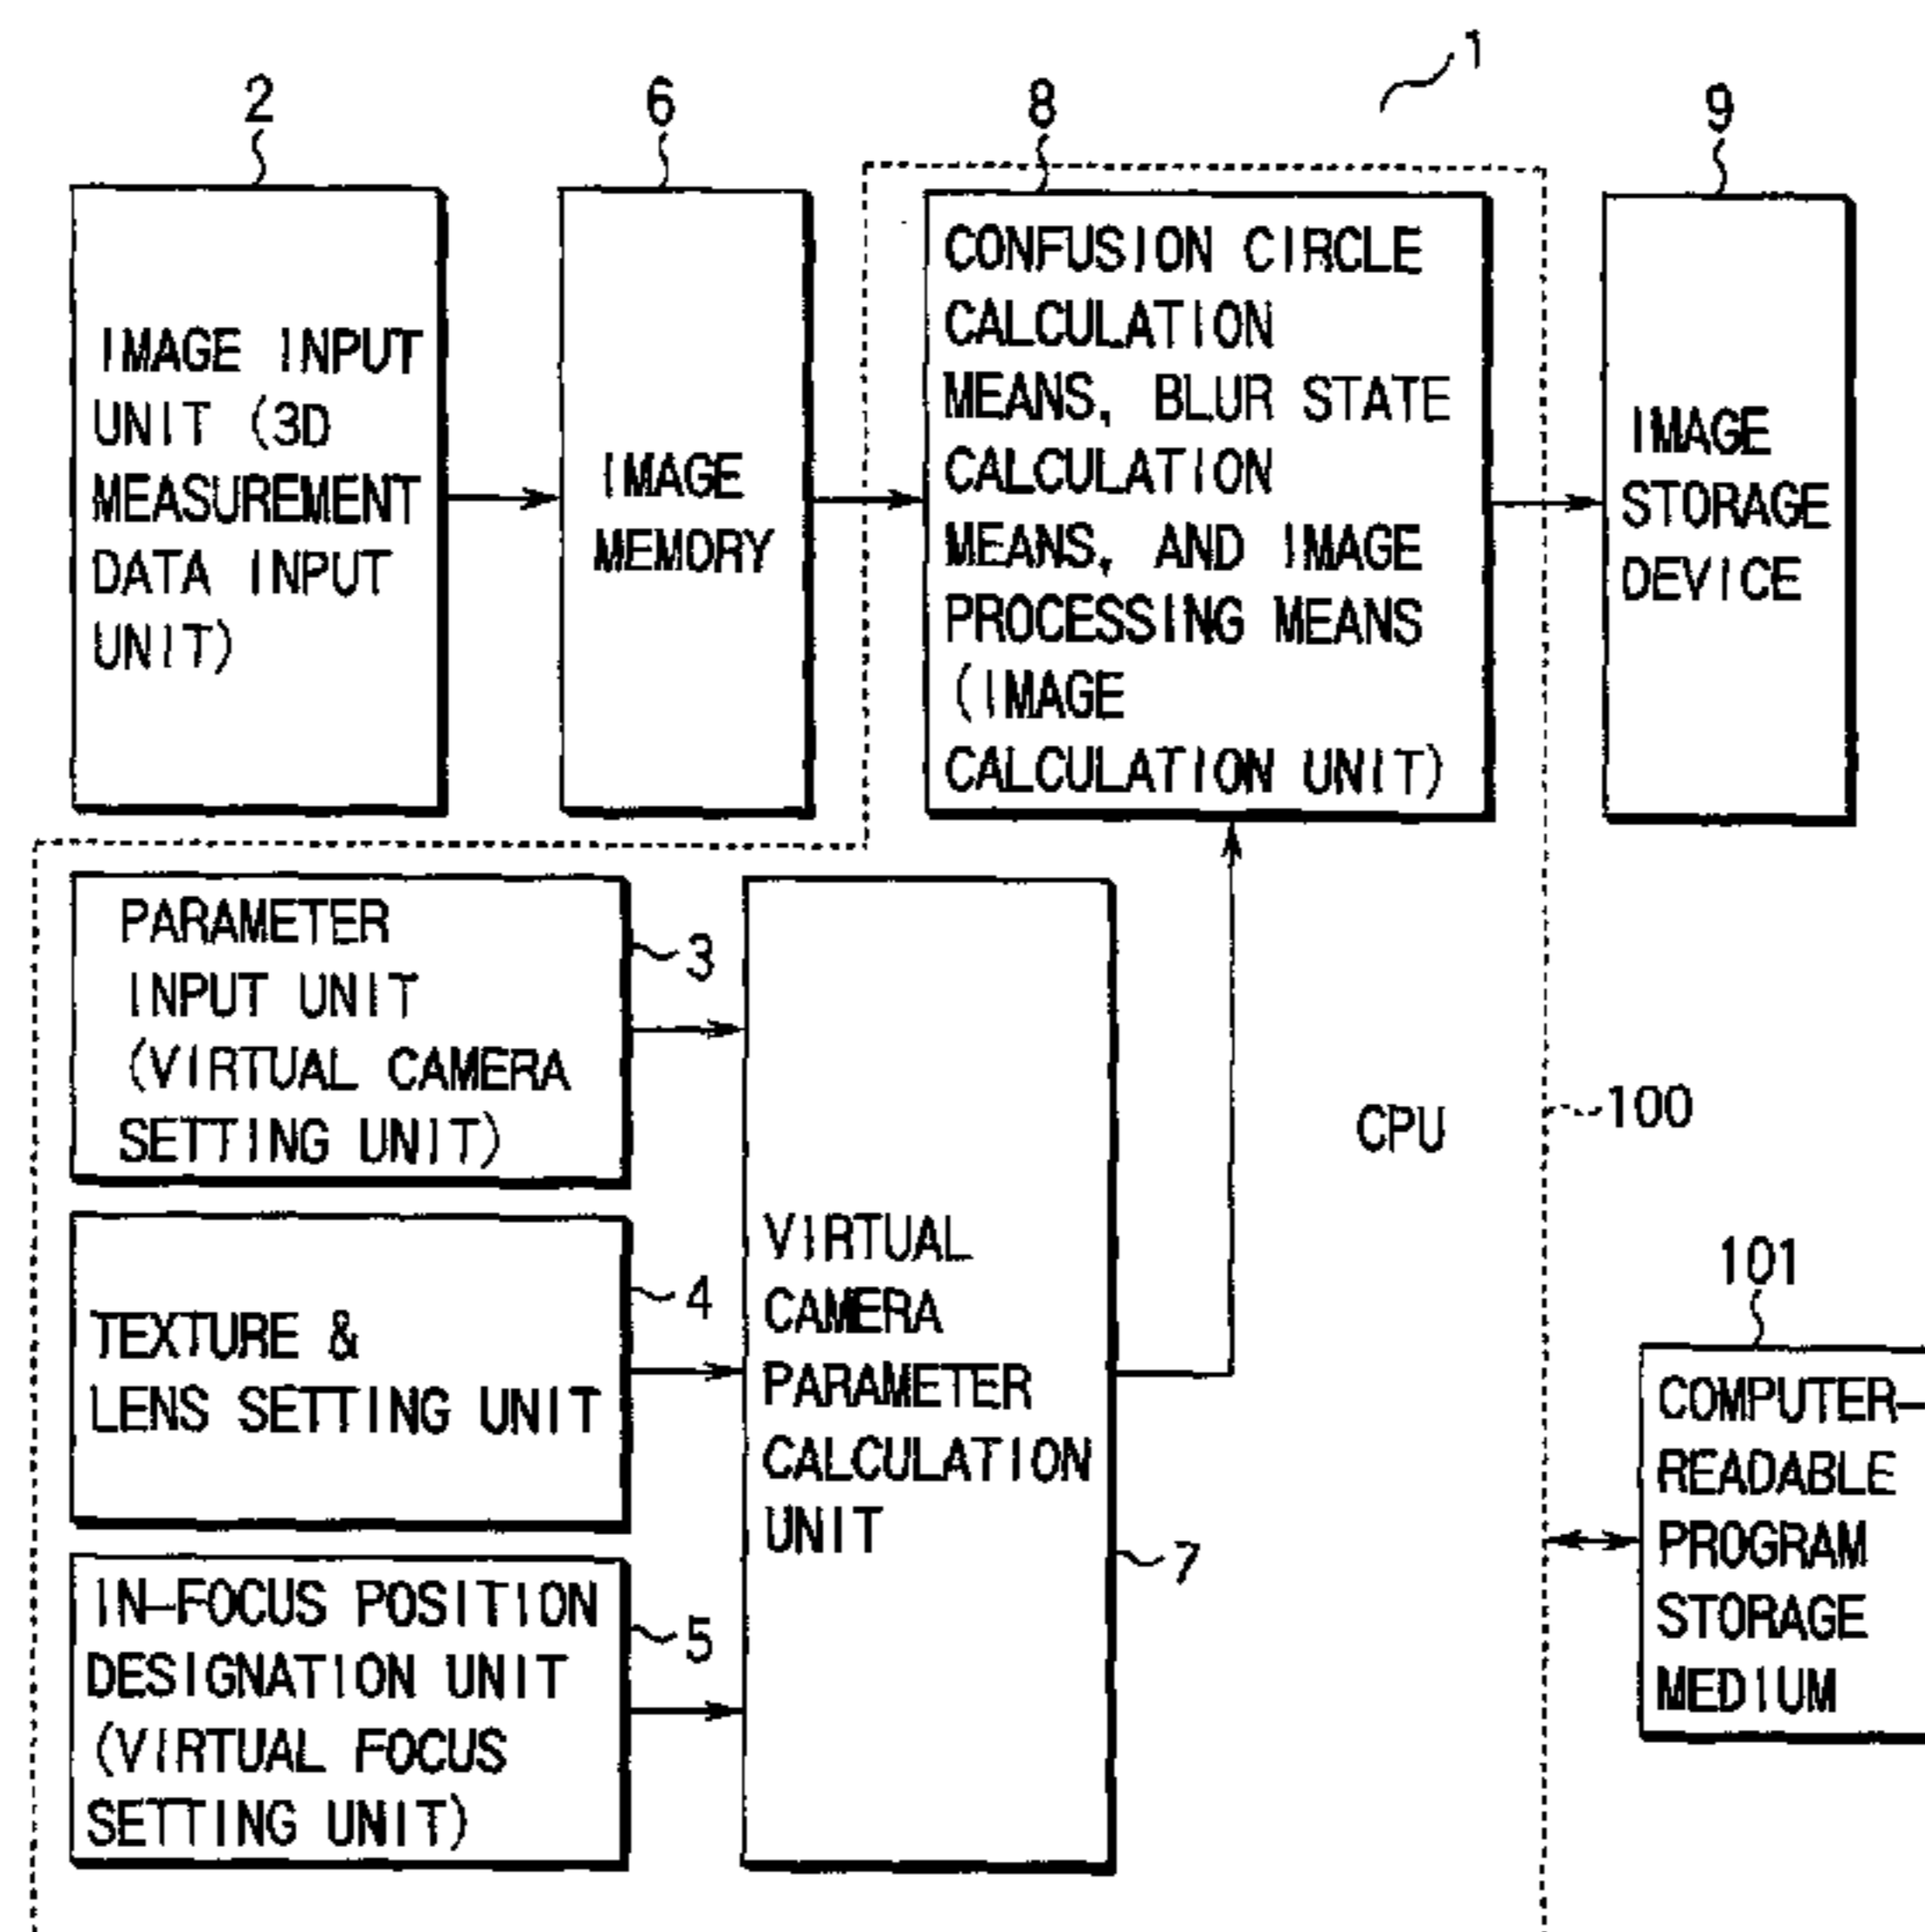 1
2
IMAGE INPUT
UNIT (3D
MEASUREMENT
DATA INPUT
UNIT)
6
IMAGE
MEMORY
8
CONFUSION CIRCLE
CALCULATION
MEANS, BLUR STATE
CALCULATION
MEANS, AND IMAGE
PROCESSING MEANS
(IMAGE
CALCULATION UNIT)
9
IMAGE
STORAGE
DEVICE
PARAMETER
INPUT UNIT
(VIRTUAL CAMERA
SETTING UNIT)
3
TEXTURE &
LENS SETTING UNIT
4
IN-FOCUS POSITION
DESIGNATION UNIT
(VIRTUAL FOCUS
SETTING UNIT)
5
VIRTUAL
CAMERA
PARAMETER
CALCULATION
UNIT
7
CPU
100
101
COMPUTER-
READABLE
PROGRAM
STORAGE
MEDIUM